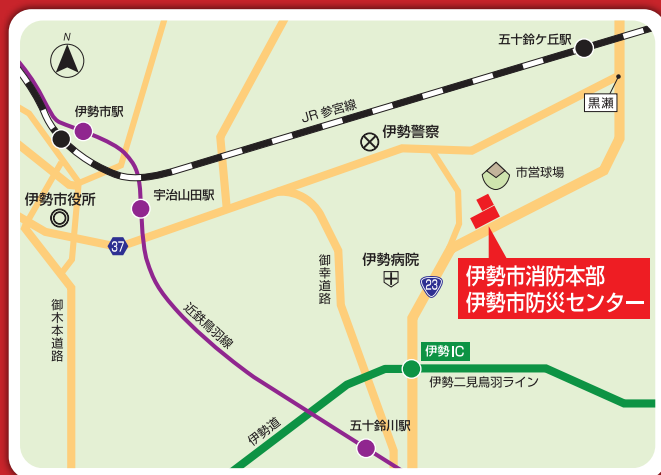 N
五十鈴ケ丘駅
JR 参宮線
黒瀬
伊勢市駅
伊勢警察
市営球場
伊勢市役所
宇治山田駅
37
御幸道路
伊勢病院
23
伊勢市消防本部
伊勢市防災センター
御木本道路
近鉄鳥羽線
伊勢IC
伊勢二見鳥羽ライン
伊勢道
五十鈴川駅